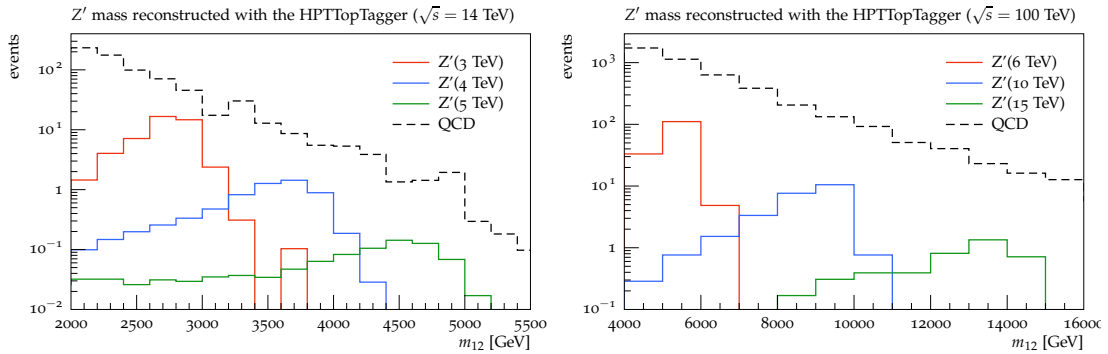 Z′ mass reconstructed with the HPTTopTagger (√s = 14 TeV)
events
10²
10¹
1
10⁻¹
10⁻²
Z′(3 TeV)
Z′(4 TeV)
Z′(5 TeV)
QCD
2000 2500 3000 3500 4000 4500 5000 5500
m₁₂ [GeV]
Z′ mass reconstructed with the HPTTopTagger (√s = 100 TeV)
events
10³
10²
10¹
1
10⁻¹
Z′(6 TeV)
Z′(10 TeV)
Z′(15 TeV)
QCD
4000 6000 8000 10000 12000 14000 16000
m₁₂ [GeV]